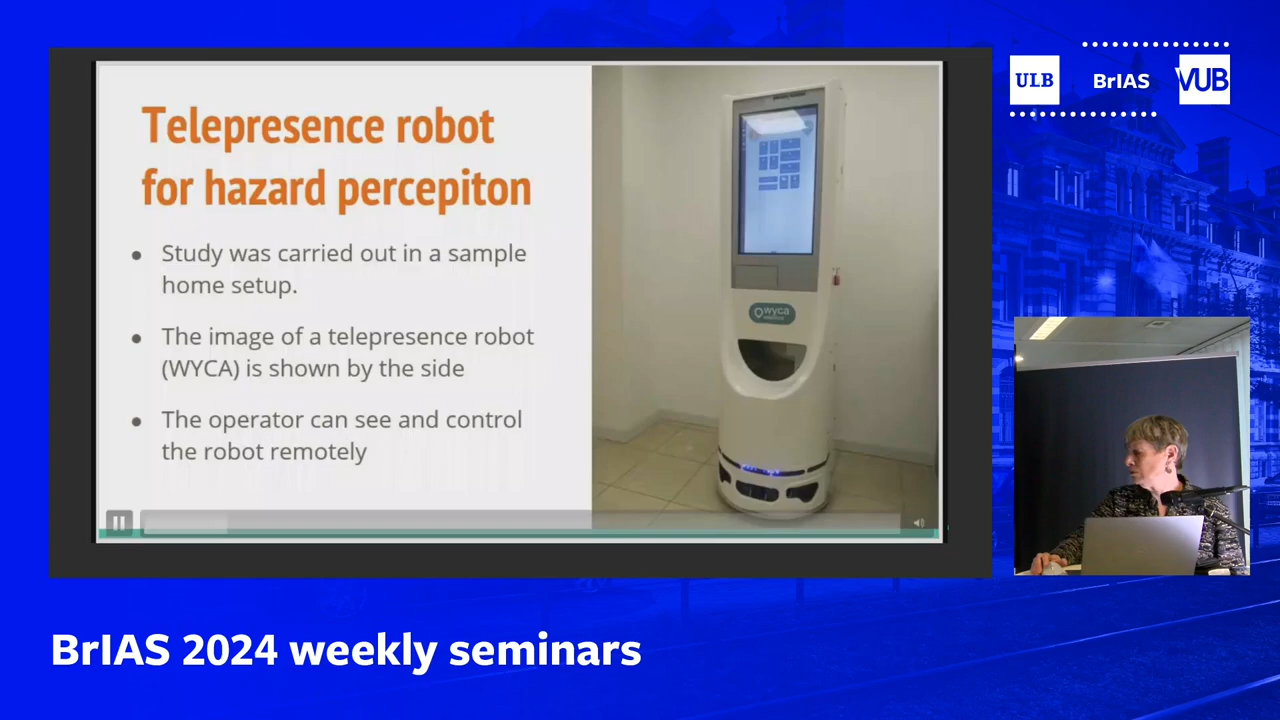 Telepresence robot
for hazard percepiton
● Study was carried out in a sample
home setup.
● The image of a telepresence robot
(WYCA) is shown by the side
● The operator can see and control
the robot remotely
wyca
ULB
BrIAS
VUB
BrIAS 2024 weekly seminars